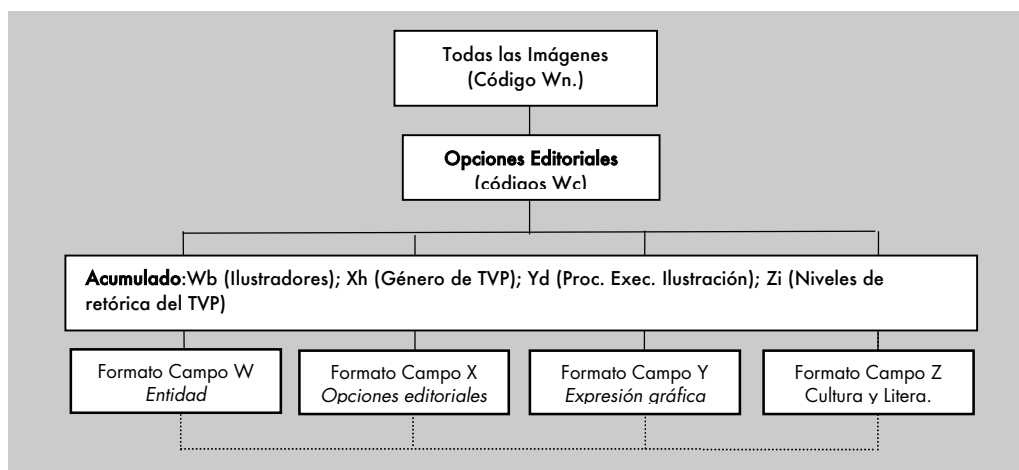 Todas las Imágenes
(Código Wn.)
Opciones Editoriales
(códigos Wc)
Acumulado:Wb (Ilustradores); Xh (Género de TVP); Yd (Proc. Exec. Ilustración); Zi (Niveles de
retórica del TVP)
Formato Campo W
Entidad
Formato Campo X
Opciones editoriales
Formato Campo Y
Expresión gráfica
Formato Campo Z
Cultura y Litera.